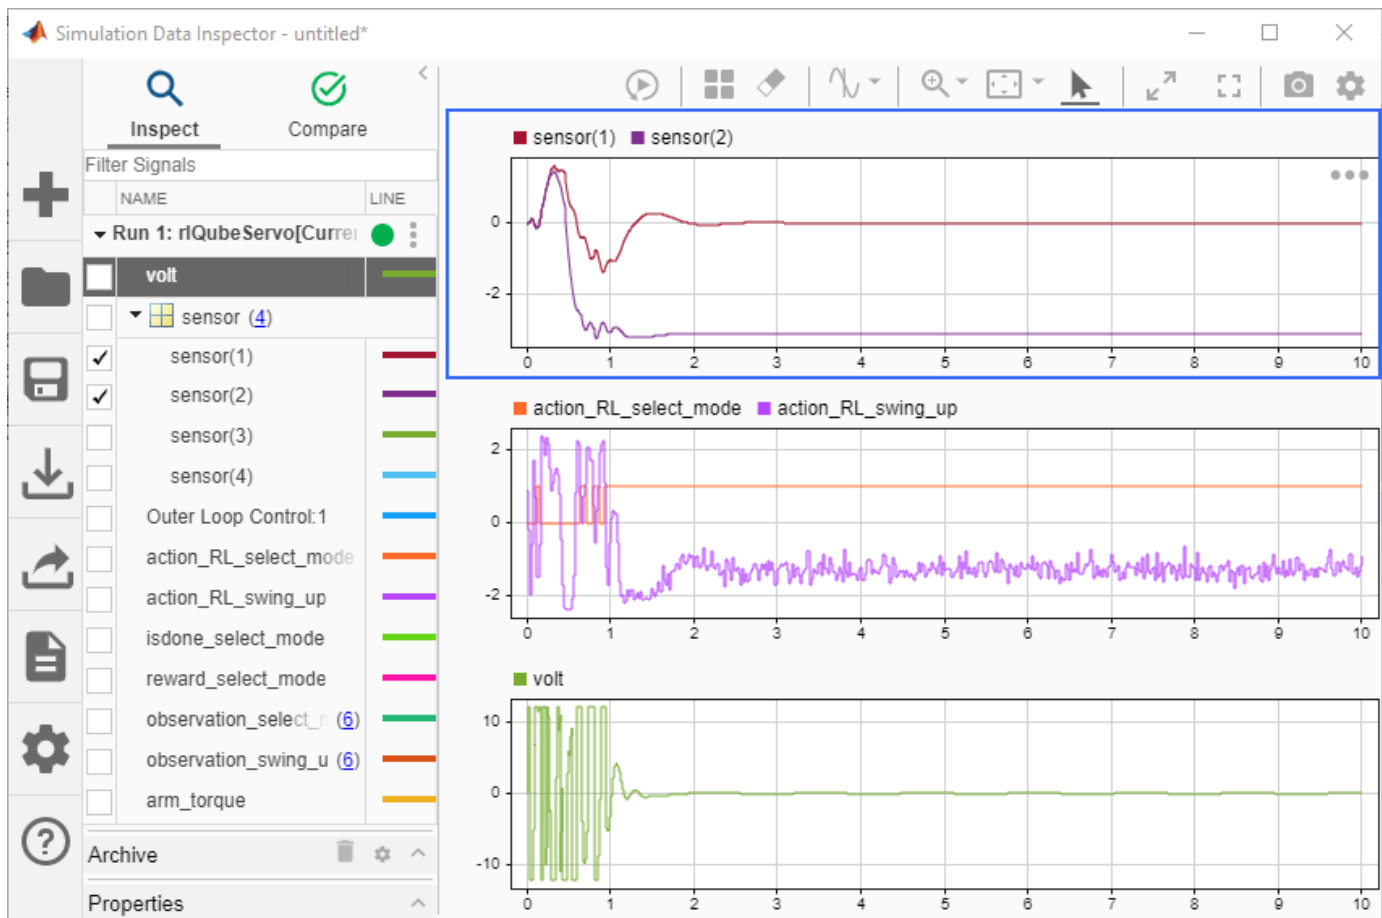 Simulation Data Inspector - untitled*
Inspect
Compare
Filter Signals
NAME
LINE
Run 1: rlQubeServo[Curre
volt
sensor (4)
sensor(1)
sensor(2)
sensor(3)
sensor(4)
Outer Loop Control:1
action_RL_select_mode
action_RL_swing_up
isdone_select_mode
reward_select_mode
observation_select_ (6)
observation_swing_u (6)
arm_torque
Archive
Properties
sensor(1) sensor(2)
0
-2
0 1 2 3 4 5 6 7 8 9 10
action_RL_select_mode action_RL_swing_up
2
0
-2
0 1 2 3 4 5 6 7 8 9 10
volt
10
0
-10
0 1 2 3 4 5 6 7 8 9 10